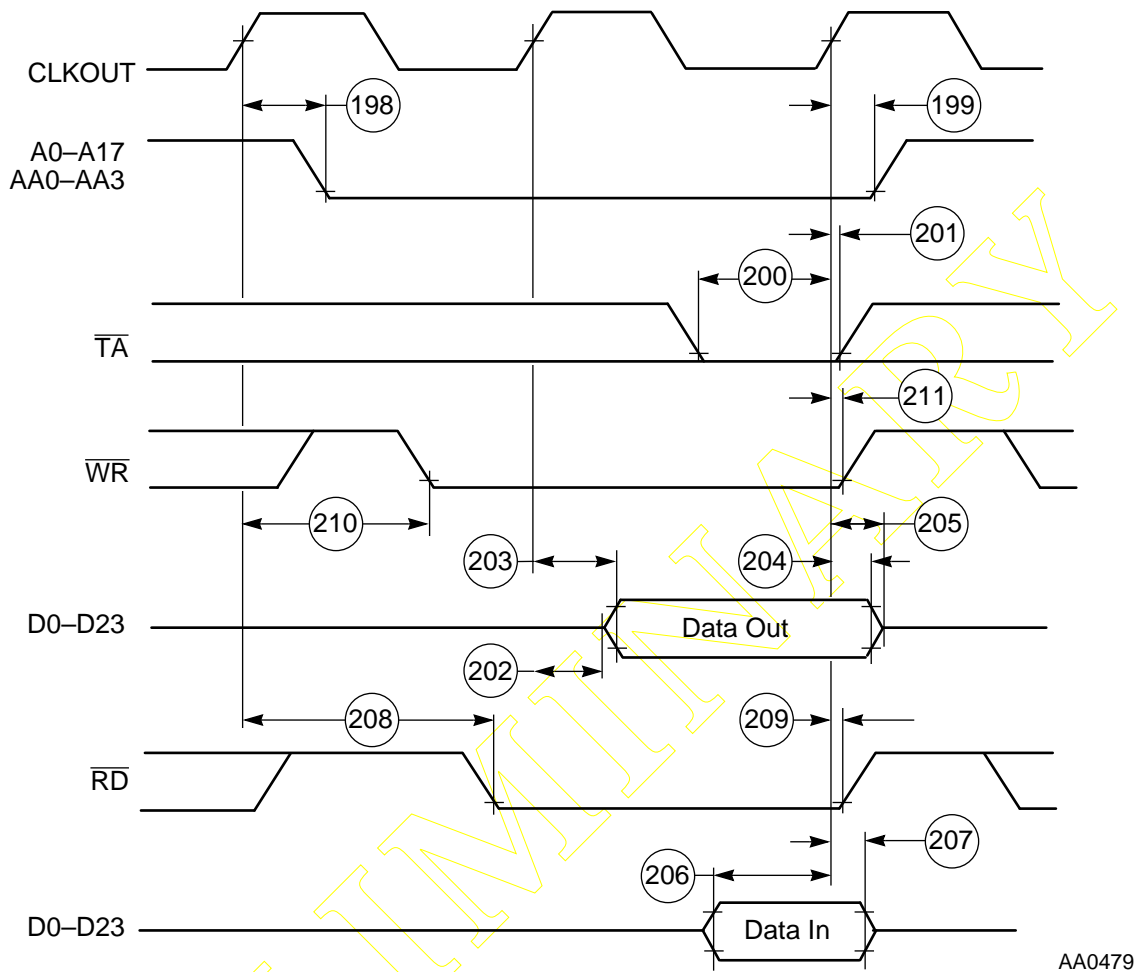 CLKOUT
198
199
A0–A17
AA0–AA3
201
200
TA
211
WR
210
205
203
204
D0–D23
Data Out
202
208
209
RD
207
206
D0–D23
Data In
AA0479
IMINARY